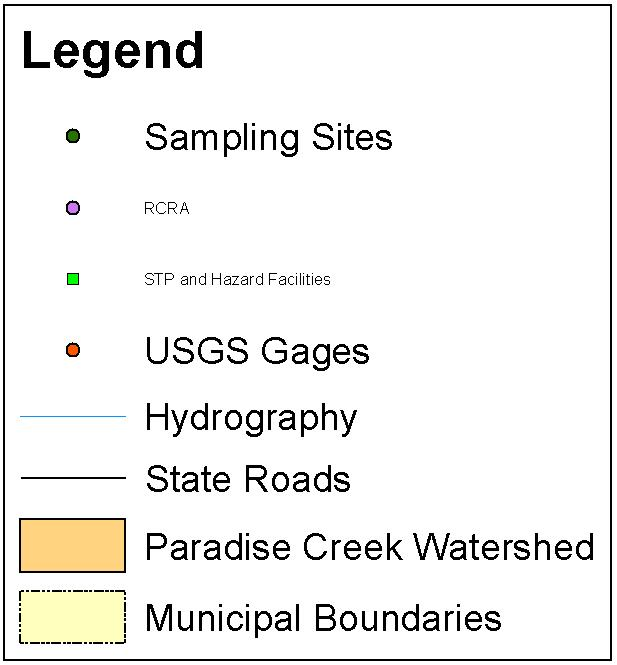 Legend
Sampling Sites
RCRA
STP and Hazard Facilities
USGS Gages
Hydrography
State Roads
Paradise Creek Watershed
Municipal Boundaries